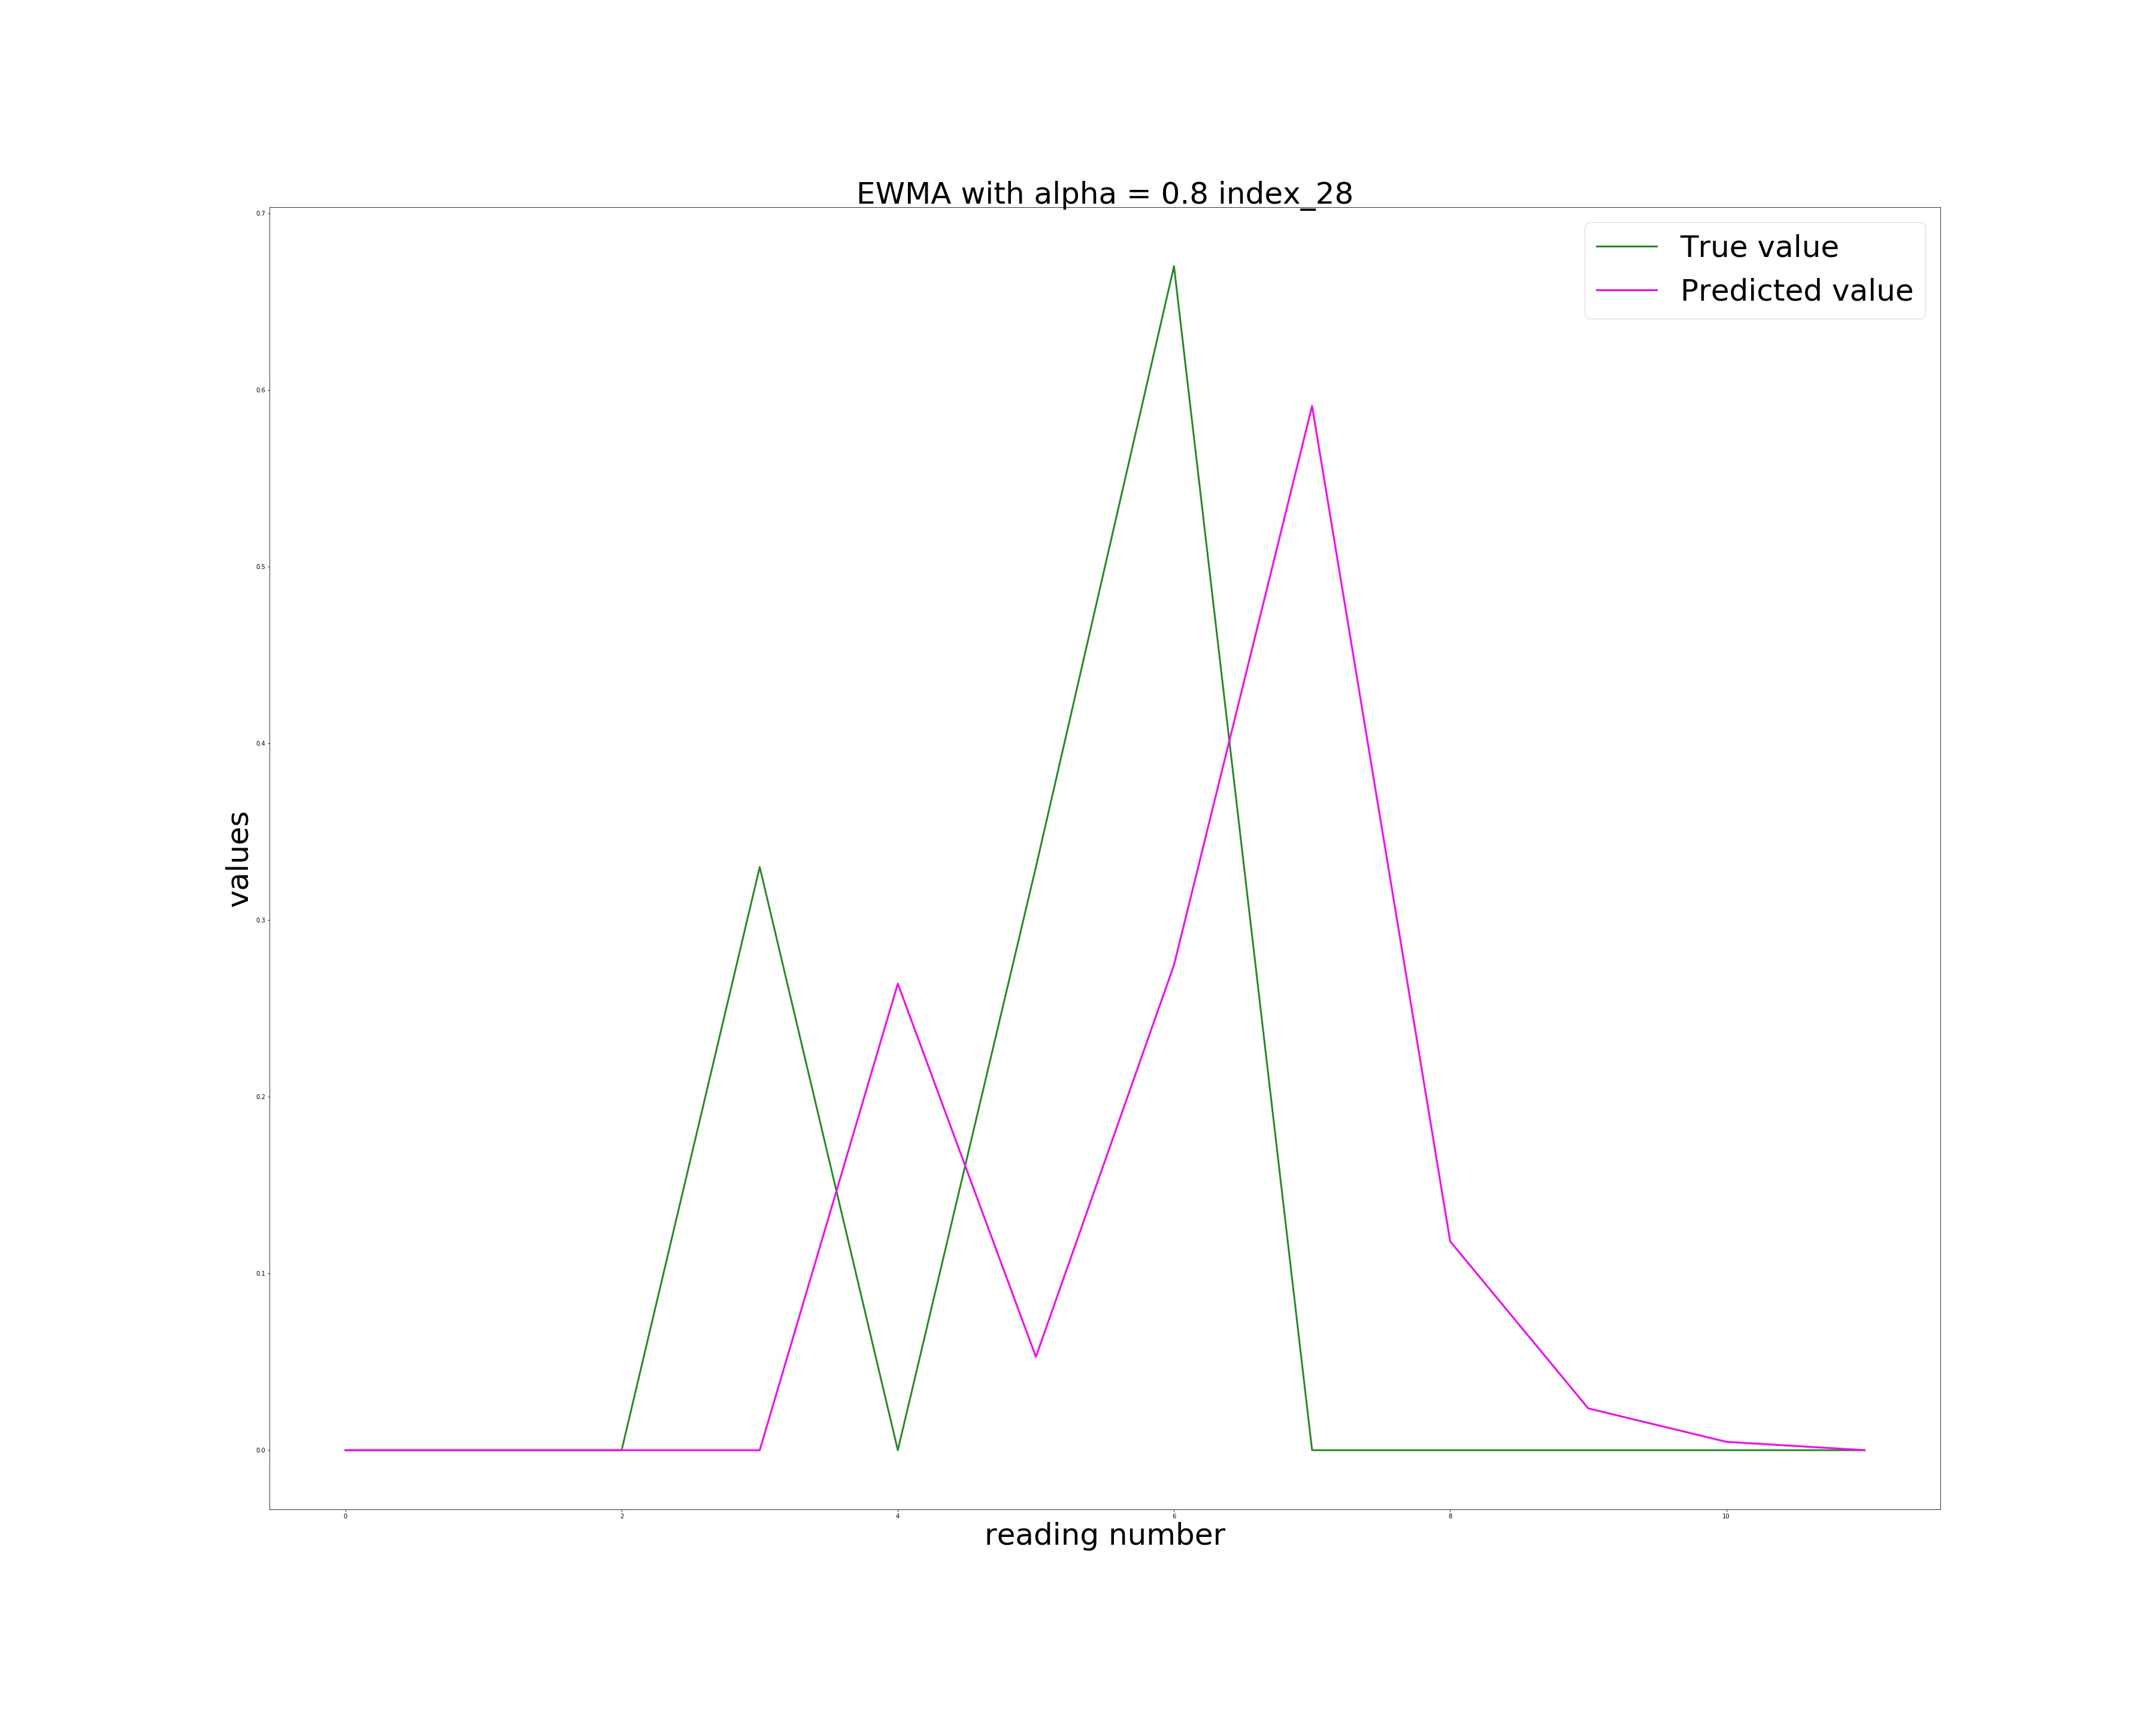 EWMA with alpha = 0.8 index_28
True value
Predicted value
values
0.7
0.6
0.5
0.4
0.3
0.2
0.1
0.0
0 2 4 6 8 10
reading number